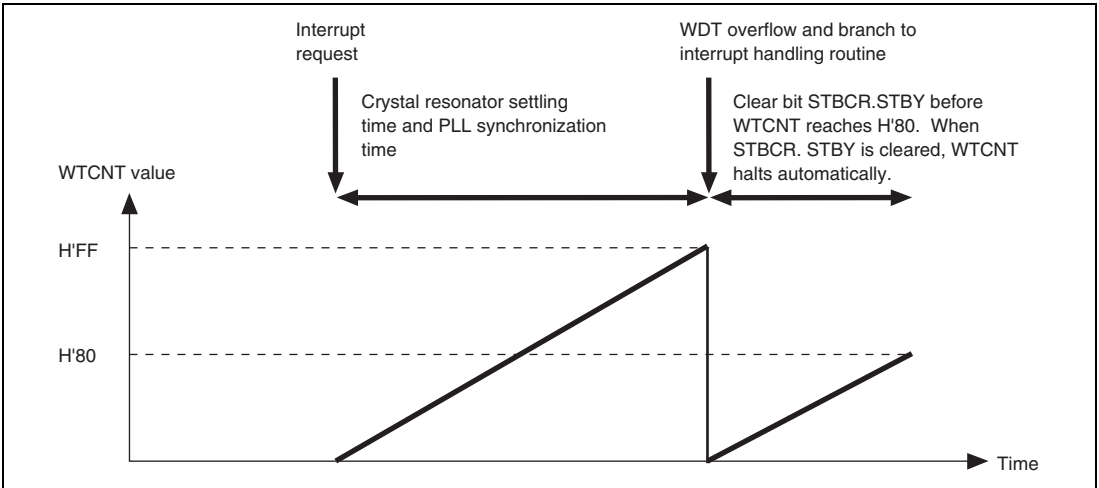 Interrupt
request
WDT overflow and branch to
interrupt handling routine
Crystal resonator settling
time and PLL synchronization
time
Clear bit STBCR.STBY before
WTCNT reaches H'80.  When
STBCR. STBY is cleared, WTCNT
halts automatically.
WTCNT value
H'FF
H'80
Time